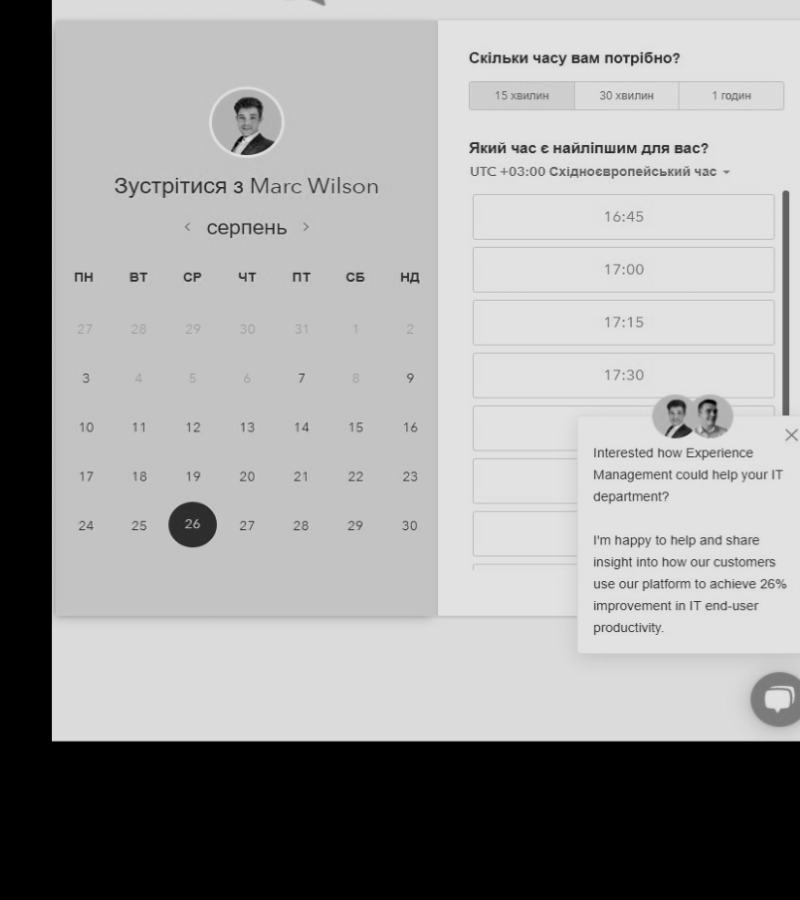 Зустрітися з Marc Wilson
серпень
ПН ВТ СР ЧТ ПТ СБ НД
27 28 29 30 31 1 2
3 4 5 6 7 8 9
10 11 12 13 14 15 16
17 18 19 20 21 22 23
24 25 26 27 28 29 30
Скільки часу вам потрібно?
15 хвилин 30 хвилин 1 годин
Який час є найліпшим для вас?
UTC +03:00 Східноєвропейський час
16:45
17:00
17:15
17:30
Interested how Experience
Management could help your IT
department?
I'm happy to help and share
insight into how our customers
use our platform to achieve 26%
improvement in IT end-user
productivity.